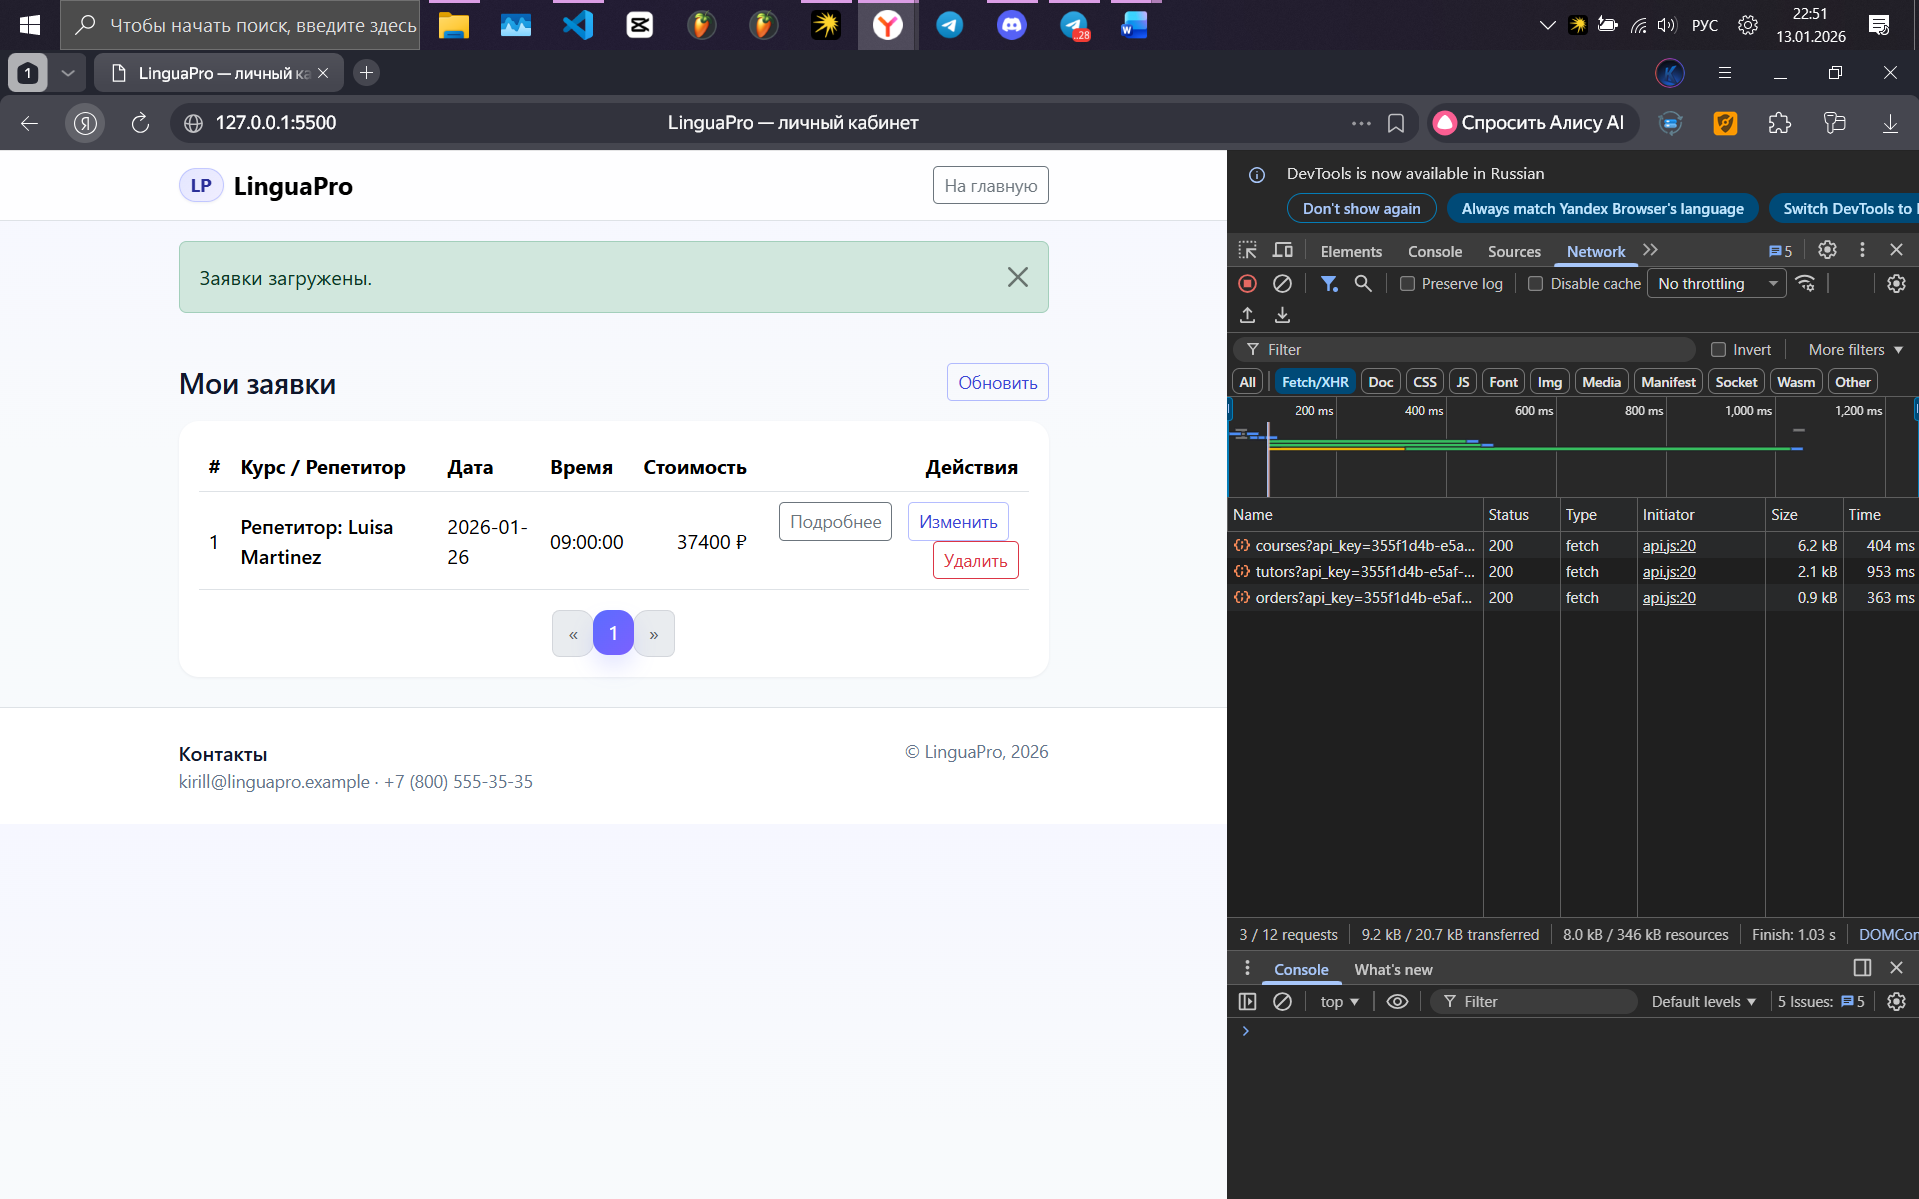 Чтобы начать поиск, введите здесь
28
РУС
22:51
13.01.2026
1
LinguaPro — личный ка
Я
127.0.0.1:5500
LinguaPro — личный кабинет
Спросить Алису AI
LP LinguaPro
На главную
Заявки загружены.
Мои заявки
Обновить
# Курс / Репетитор Дата Время Стоимость Действия
1 Репетитор: Luisa Martinez 2026-01-26 09:00:00 37400 ₽ Подробнее Изменить
Удалить
« 1 »
Контакты
kirill@linguapro.example · +7 (800) 555-35-35
© LinguaPro, 2026
DevTools is now available in Russian
Don't show again Always match Yandex Browser's language Switch DevTools to
Elements Console Sources Network 5
Preserve log Disable cache No throttling
Filter Invert More filters
All Fetch/XHR Doc CSS JS Font Img Media Manifest Socket Wasm Other
200 ms 400 ms 600 ms 800 ms 1,000 ms 1,200 ms
Name Status Type Initiator Size Time
courses?api_key=355f1d4b-e5a... 200 fetch api.js:20 6.2 kB 404 ms
tutors?api_key=355f1d4b-e5af-... 200 fetch api.js:20 2.1 kB 953 ms
orders?api_key=355f1d4b-e5af... 200 fetch api.js:20 0.9 kB 363 ms
3 / 12 requests 9.2 kB / 20.7 kB transferred 8.0 kB / 346 kB resources Finish: 1.03 s DOMCon
Console What's new
top Filter Default levels 5 Issues: 5